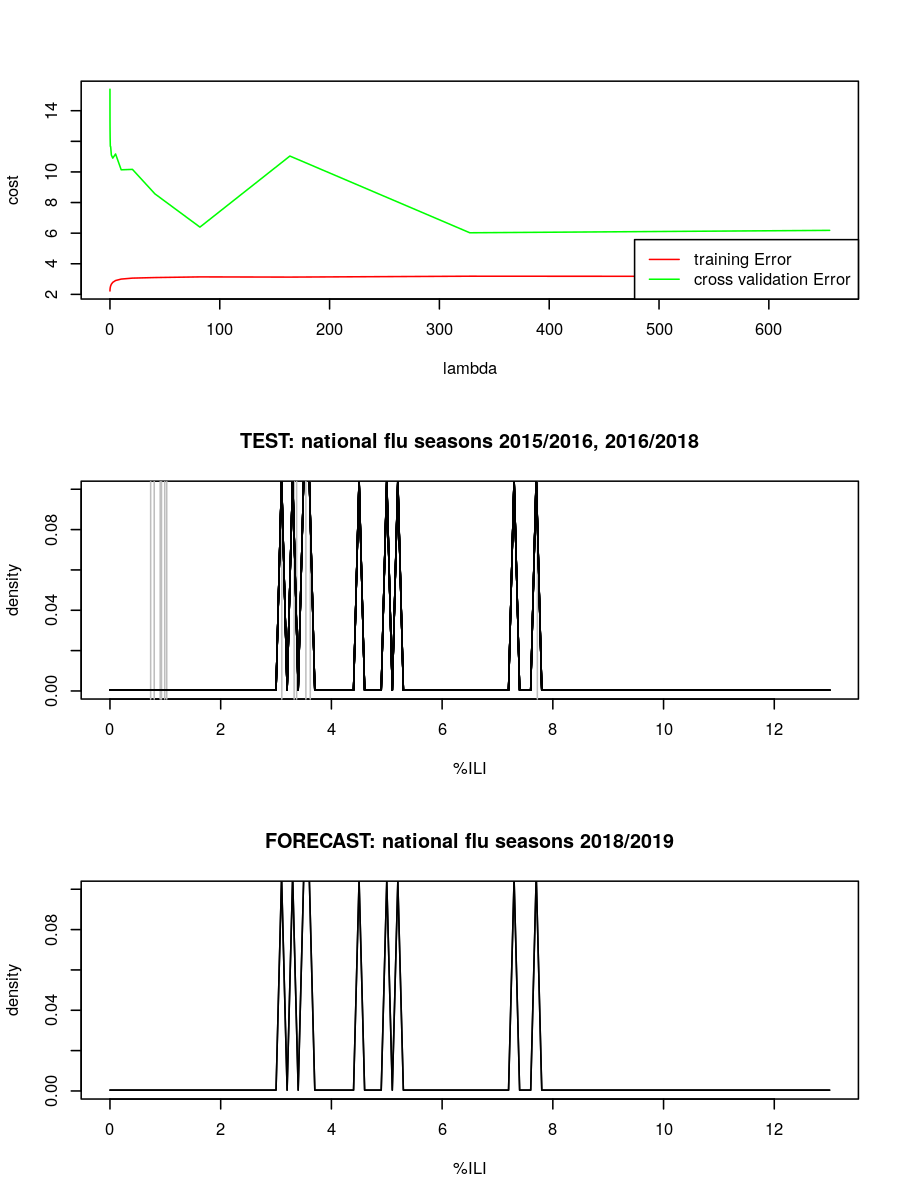 14
10
8
6
4
2
cost
training Error
cross validation Error
0 100 200 300 400 500 600
lambda
TEST: national flu seasons 2015/2016, 2016/2018
0.08
0.04
0.00
density
0 2 4 6 8 10 12
%ILI
FORECAST: national flu seasons 2018/2019
0.08
0.04
0.00
density
0 2 4 6 8 10 12
%ILI